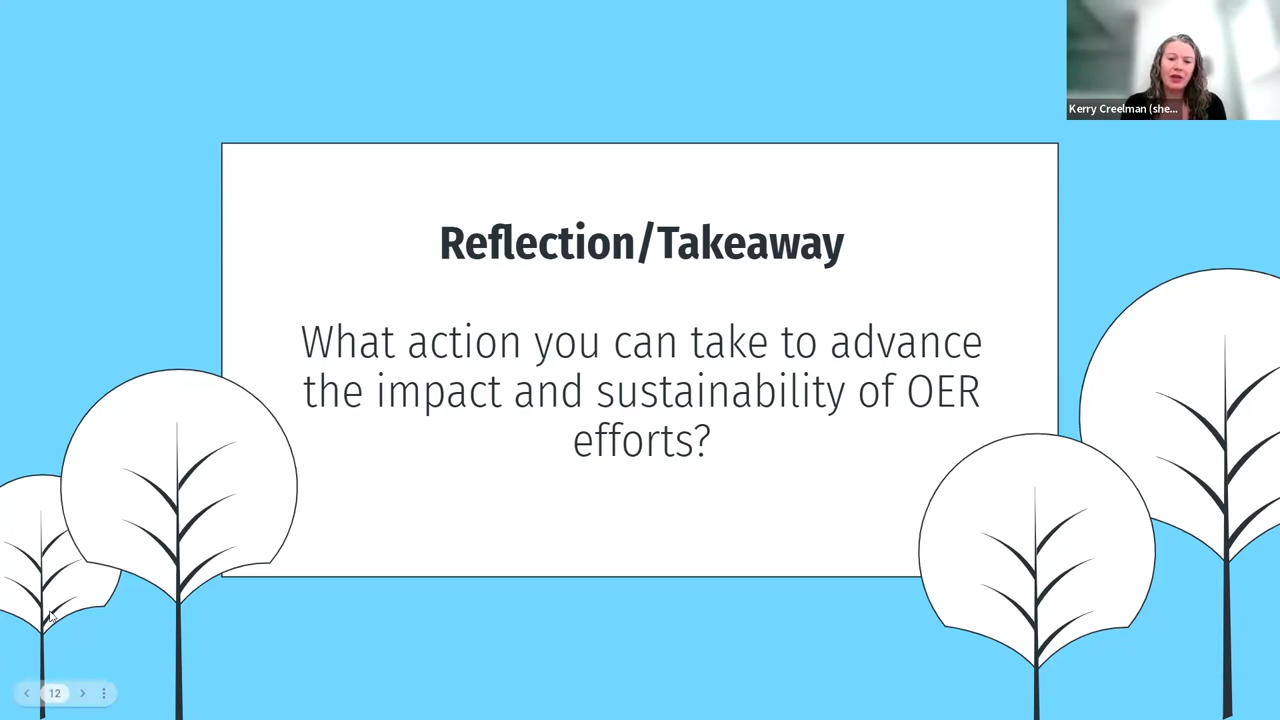 Kerry Creelman (she...
Reflection/Takeaway
What action you can take to advance
the impact and sustainability of OER
efforts?
12